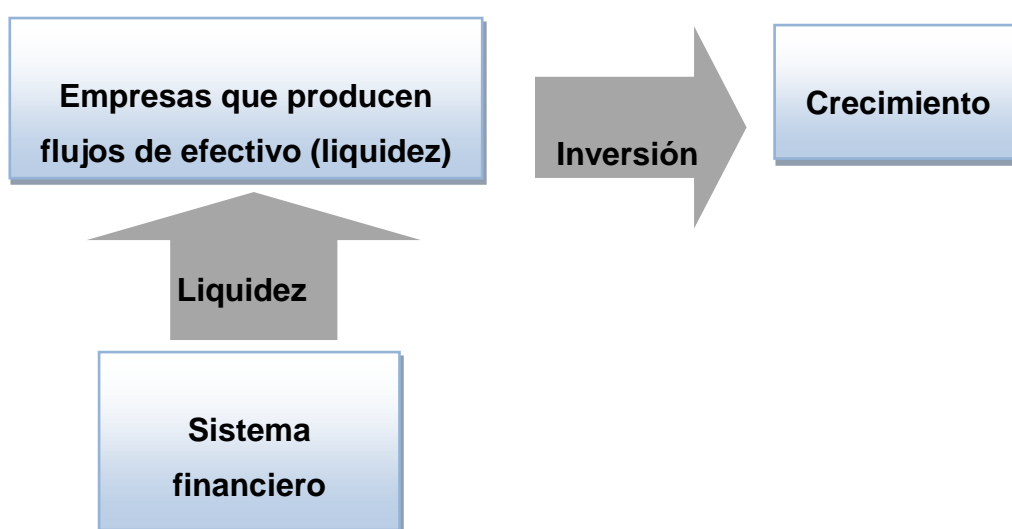 Empresas que producen
flujos de efectivo (liquidez)
Inversión
Crecimiento
Liquidez
Sistema
financiero